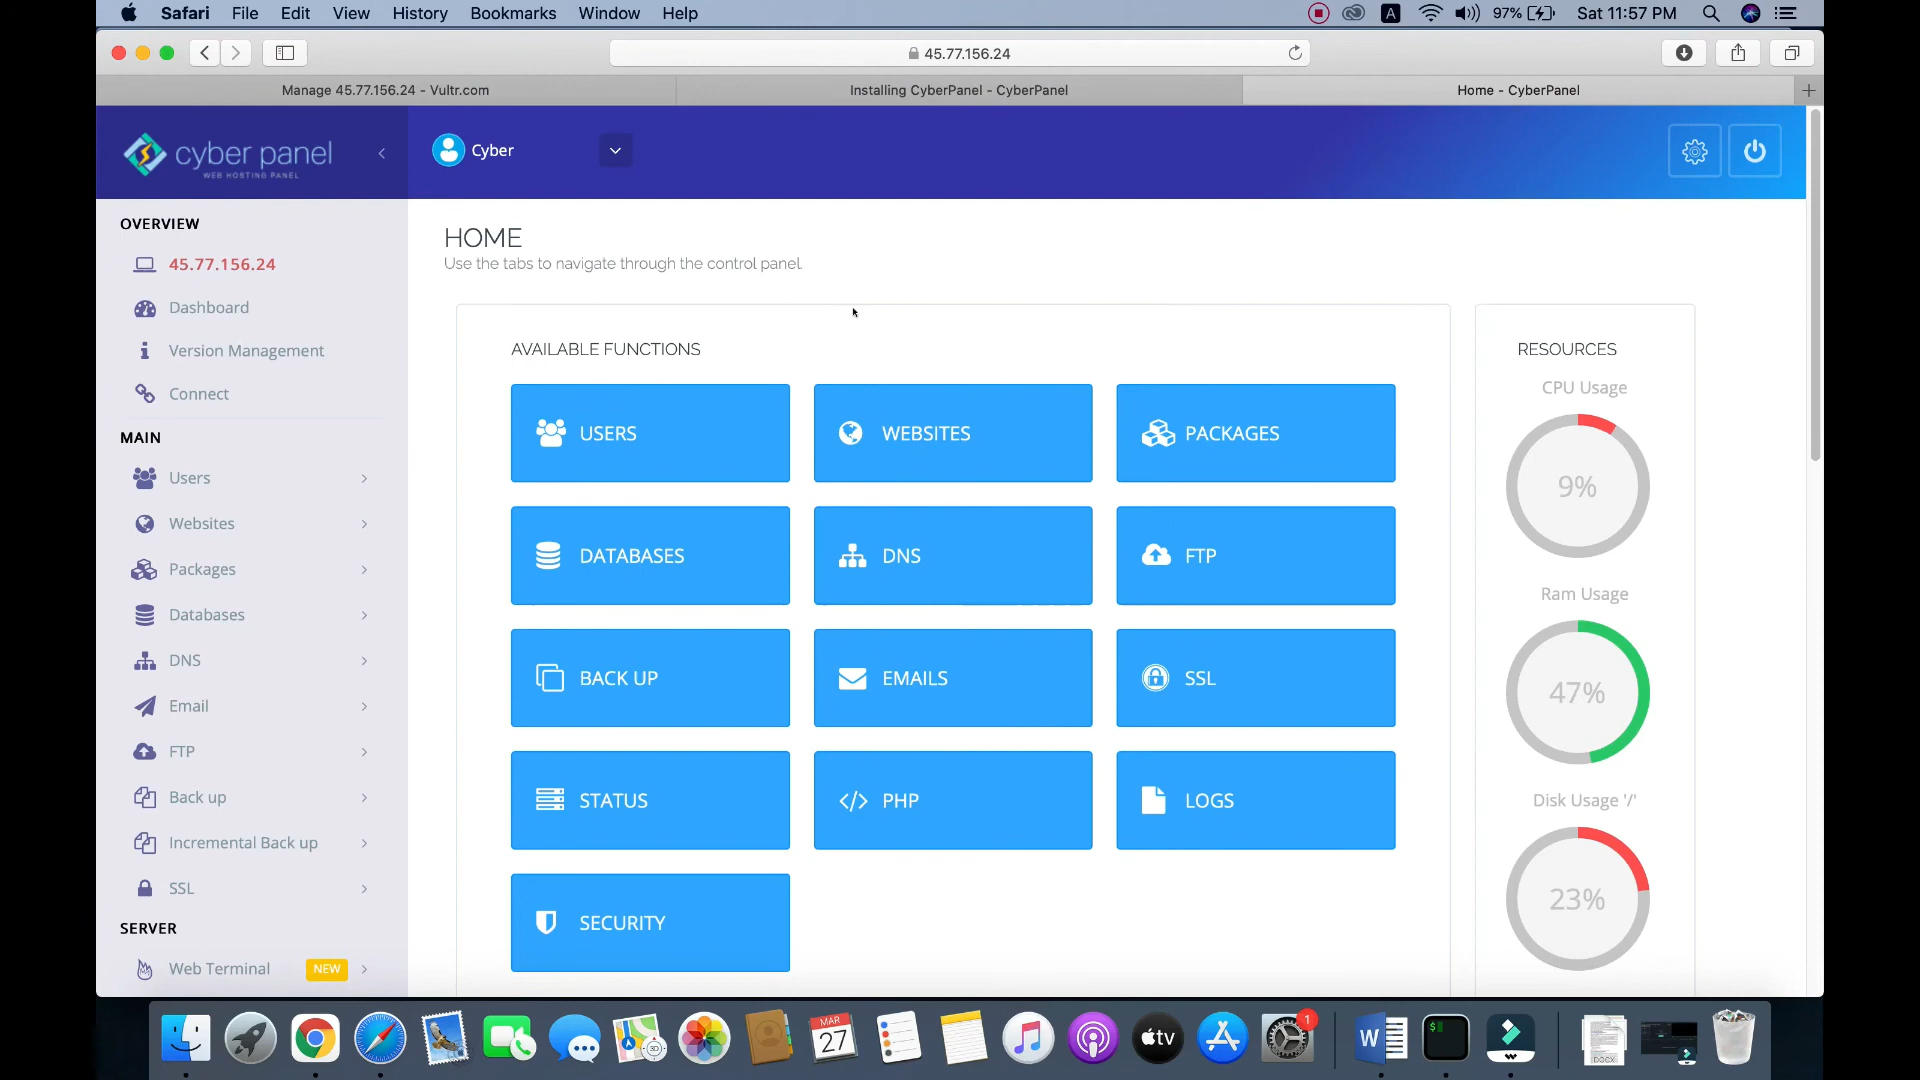 Safari File Edit View History Bookmarks Window Help
A 97% Sat 11:57 PM
45.77.156.24
Manage 45.77.156.24 - Vultr.com
Installing CyberPanel - CyberPanel
Home - CyberPanel
cyber panel
WEB HOSTING PANEL
Cyber
OVERVIEW
45.77.156.24
Dashboard
Version Management
Connect
MAIN
Users
Websites
Packages
Databases
DNS
Email
FTP
Back up
Incremental Back up
SSL
SERVER
Web Terminal NEW
HOME
Use the tabs to navigate through the control panel.
AVAILABLE FUNCTIONS
USERS
WEBSITES
PACKAGES
DATABASES
DNS
FTP
BACK UP
EMAILS
SSL
STATUS
PHP
LOGS
SECURITY
RESOURCES
CPU Usage
9%
Ram Usage
47%
Disk Usage '/'
23%
MAR
27
3D
tv
1
W
$
DOCX